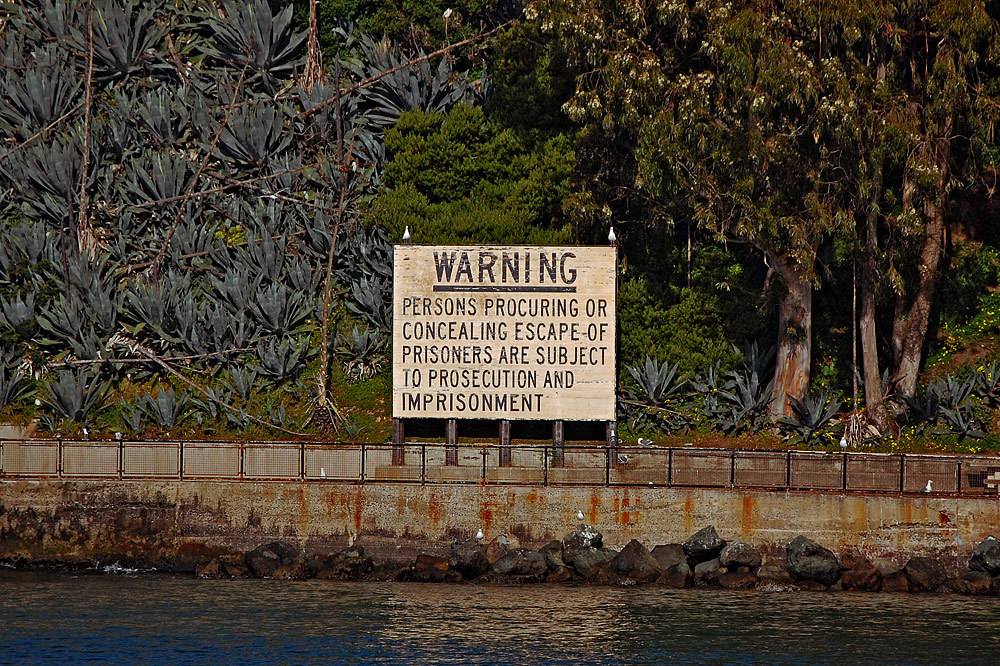 WARNING
PERSONS PROCURING OR
CONCEALING ESCAPE OF
PRISONERS ARE SUBJECT
TO PROSECUTION AND
IMPRISONMENT